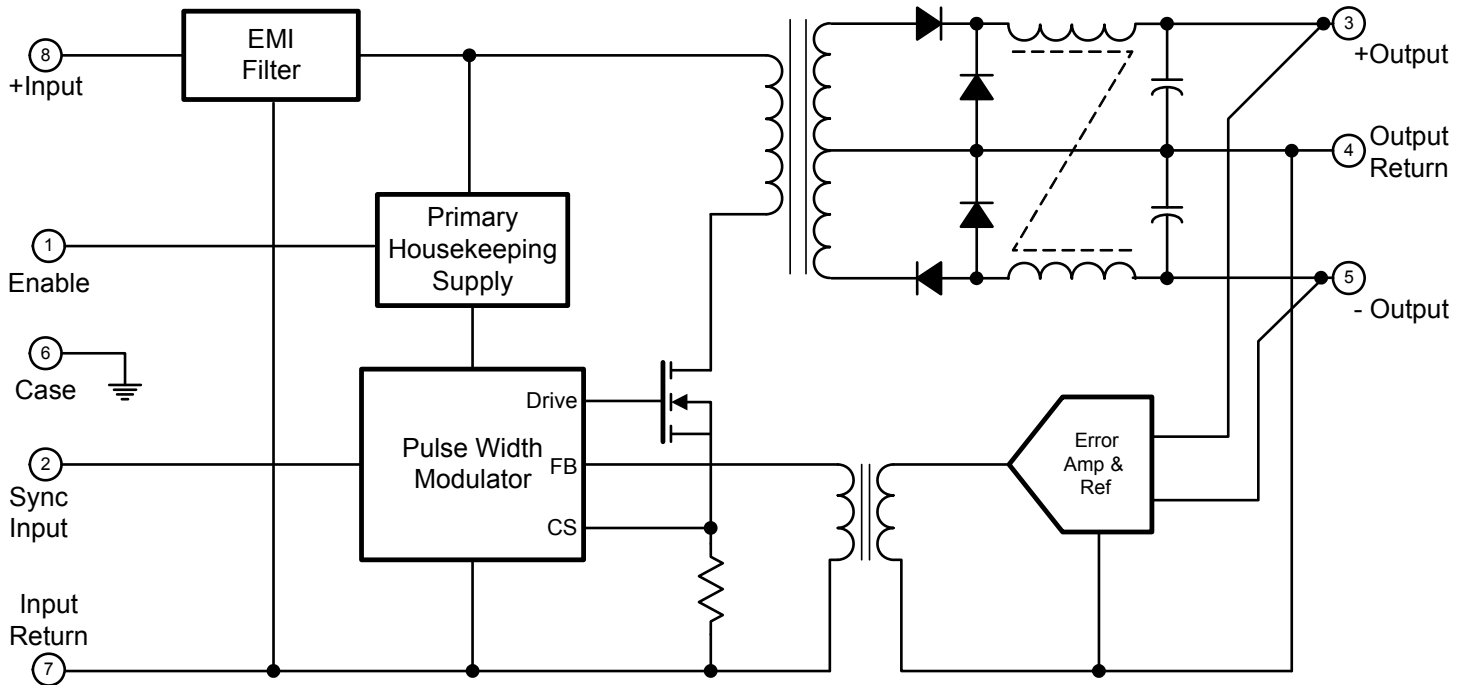 8
+Input
EMI
Filter
3
+Output
4
Output
Return
1
Enable
Primary
Housekeeping
Supply
5
- Output
6
Case
Drive
Pulse Width
Modulator
FB
CS
Error
Amp &
Ref
2
Sync
Input
Input
Return
7